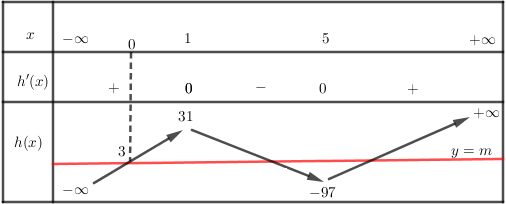 x −∞ 0 1 5 +∞
h′(x) + 0 − 0 +
31 +∞
h(x) 3 y = m
−∞ −97